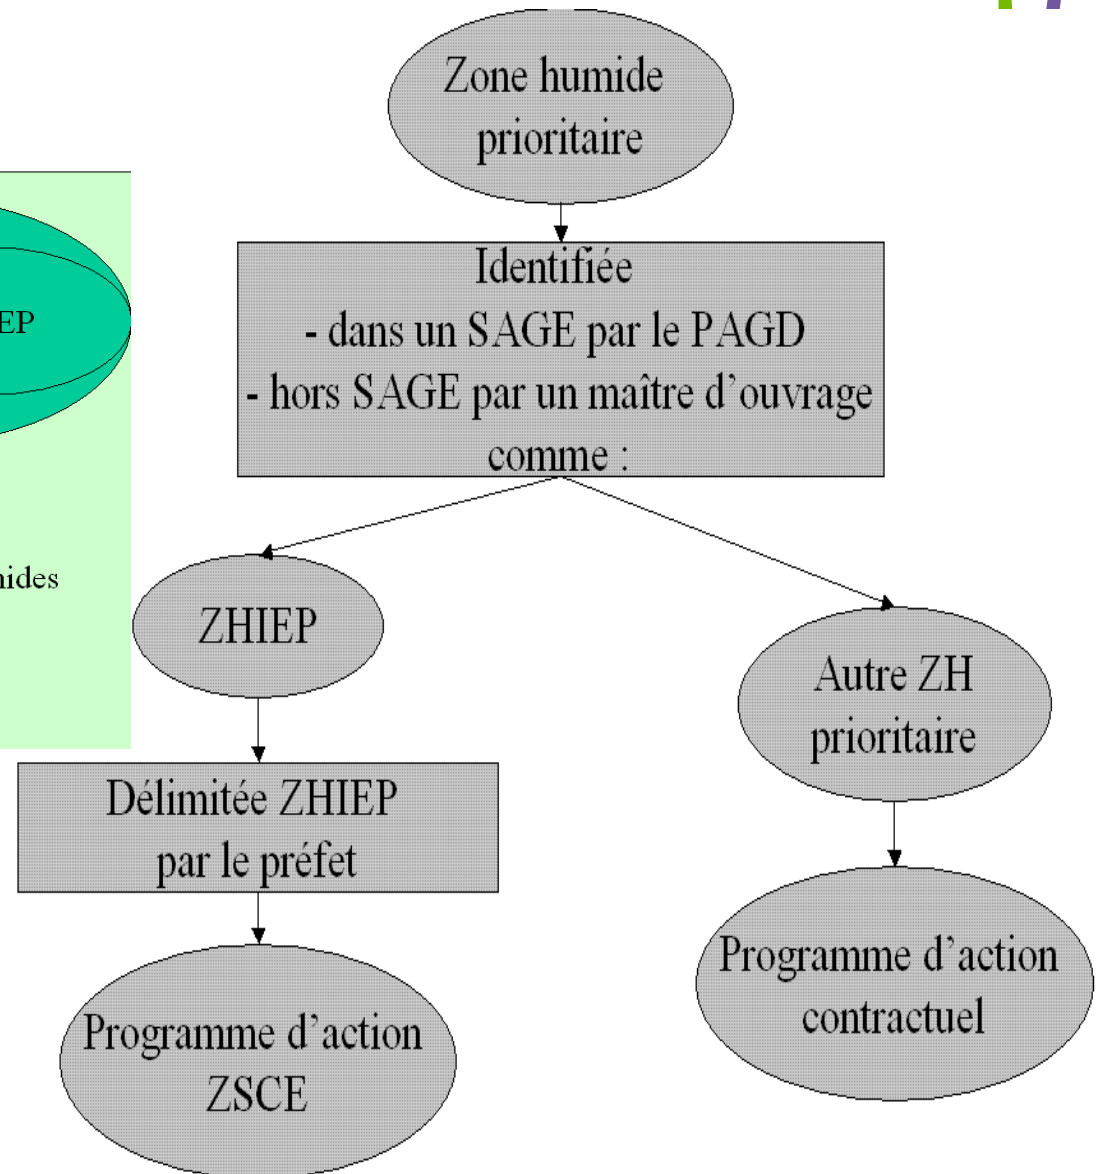 Zone humide
prioritaire
Identifiée
- dans un SAGE par le PAGD
- hors SAGE par un maître d’ouvrage
comme :
EP
nides
ZHIEP
Autre ZH
prioritaire
Délimitée ZHIEP
par le préfet
Programme d’action
contractuel
Programme d’action
ZSCE